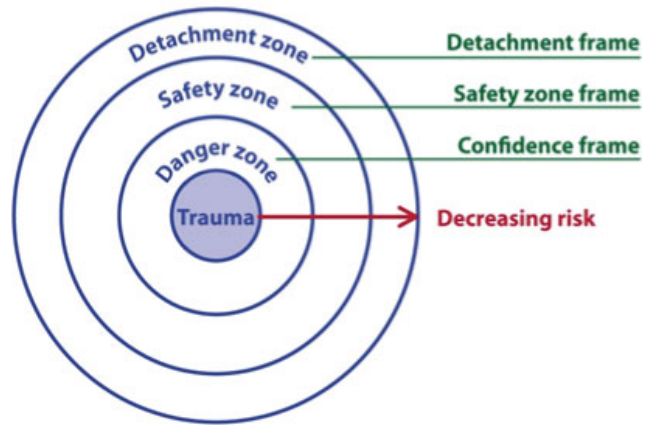 Detachment zone
Detachment frame
Safety zone
Safety zone frame
Danger zone
Confidence frame
Trauma
Decreasing risk